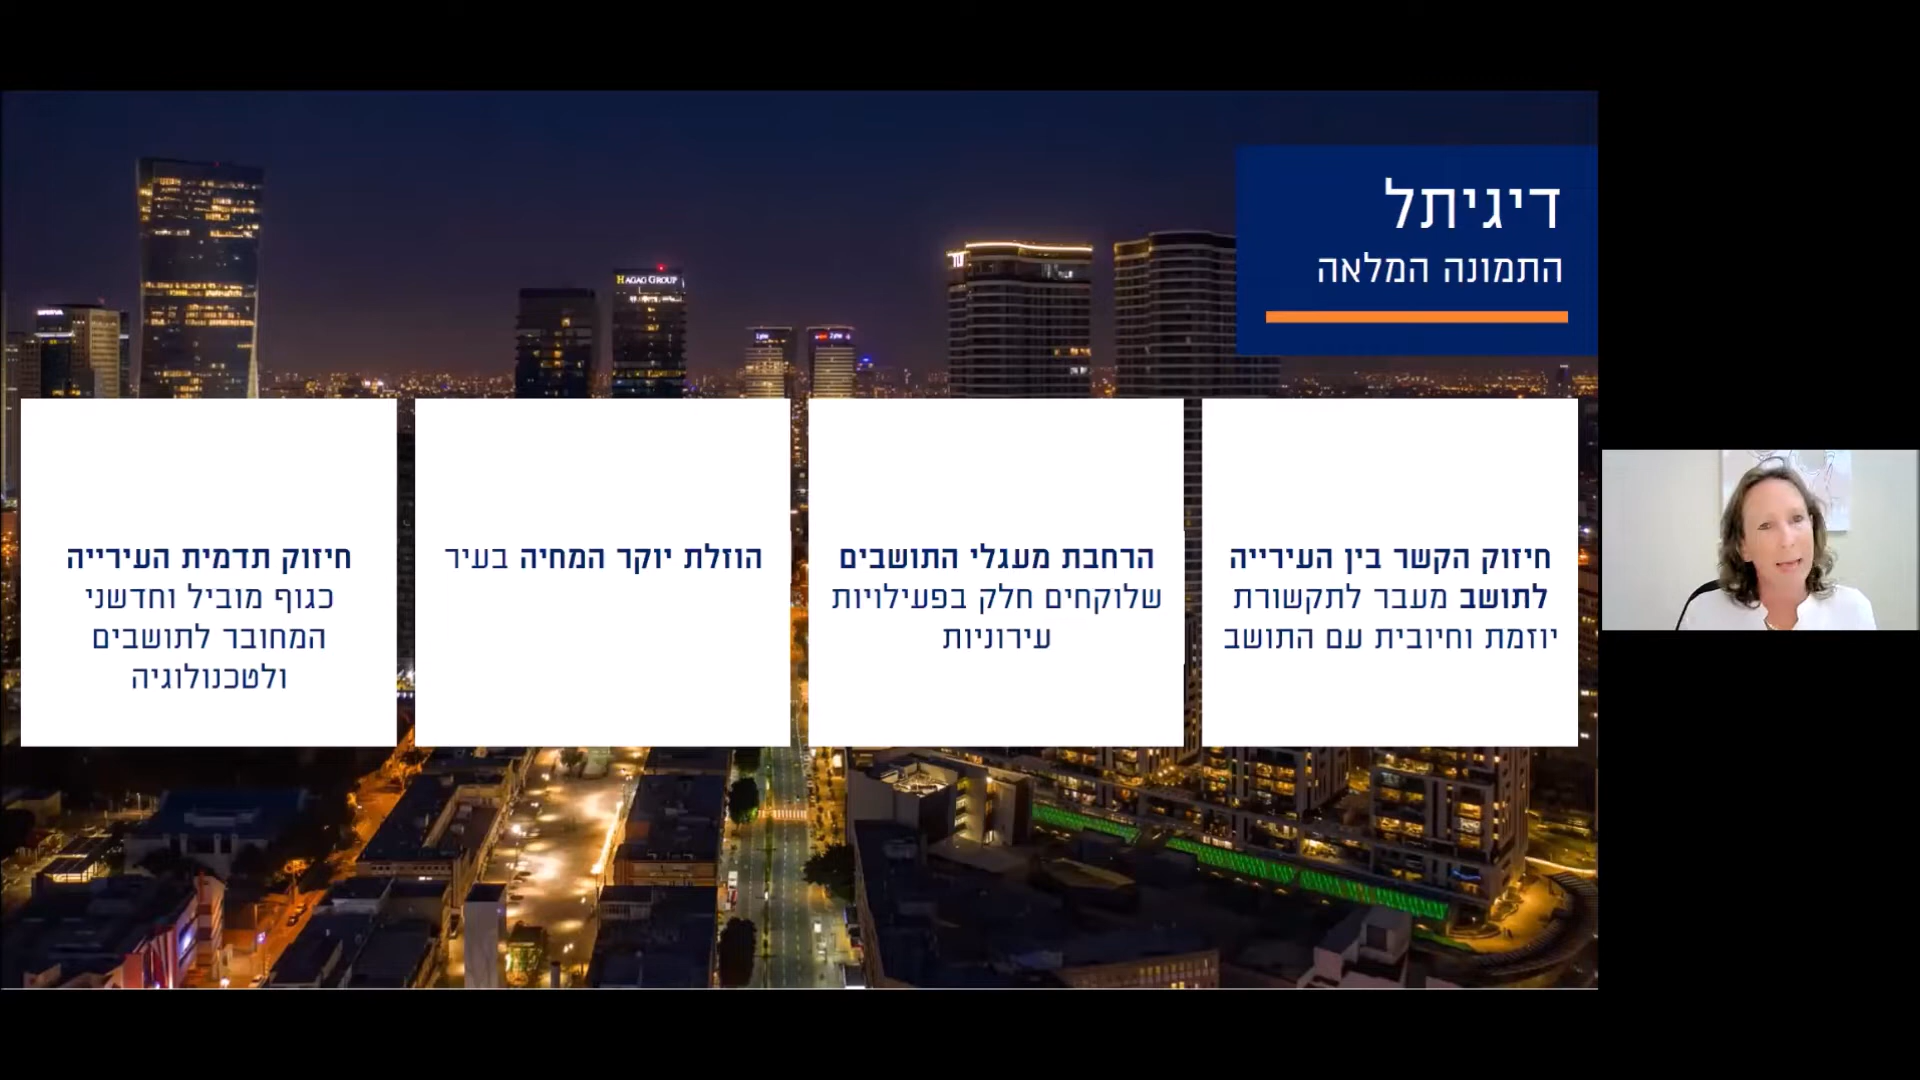 דיגיתל
התמונה המלאה
HAGAG GROUP
חיזוק הקשר בין העירייה
לתושב מעבר לתקשורת
יוזמת וחיובית עם התושב
הרחבת מעגלי התושבים
שלוקחים חלק בפעילויות
עירוניות
הוזלת יוקר המחיה בעיר
חיזוק תדמית העירייה
כגוף מוביל וחדשני
המחובר לתושבים
ולטכנולוגיה